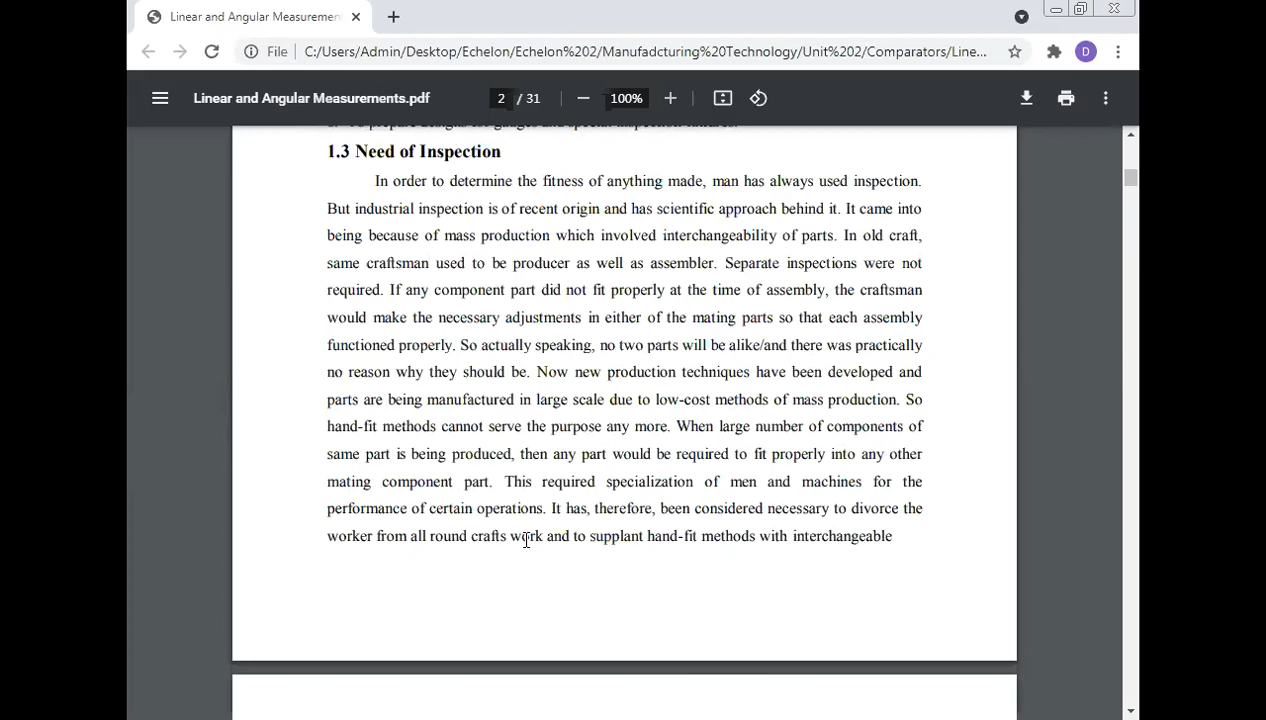 Linear and Angular Measurement
File C:/Users/Admin/Desktop/Echelon/Echelon%202/Manufadcturing%20Technology/Unit%202/Comparators/Line... D
Linear and Angular Measurements.pdf 2 / 31 100%
1.3 Need of Inspection
In order to determine the fitness of anything made, man has always used inspection.
But industrial inspection is of recent origin and has scientific approach behind it. It came into
being because of mass production which involved interchangeability of parts. In old craft,
same craftsman used to be producer as well as assembler. Separate inspections were not
required. If any component part did not fit properly at the time of assembly, the craftsman
would make the necessary adjustments in either of the mating parts so that each assembly
functioned properly. So actually speaking, no two parts will be alike/and there was practically
no reason why they should be. Now new production techniques have been developed and
parts are being manufactured in large scale due to low-cost methods of mass production. So
hand-fit methods cannot serve the purpose any more. When large number of components of
same part is being produced, then any part would be required to fit properly into any other
mating component part. This required specialization of men and machines for the
performance of certain operations. It has, therefore, been considered necessary to divorce the
worker from all round crafts work and to supplant hand-fit methods with interchangeable